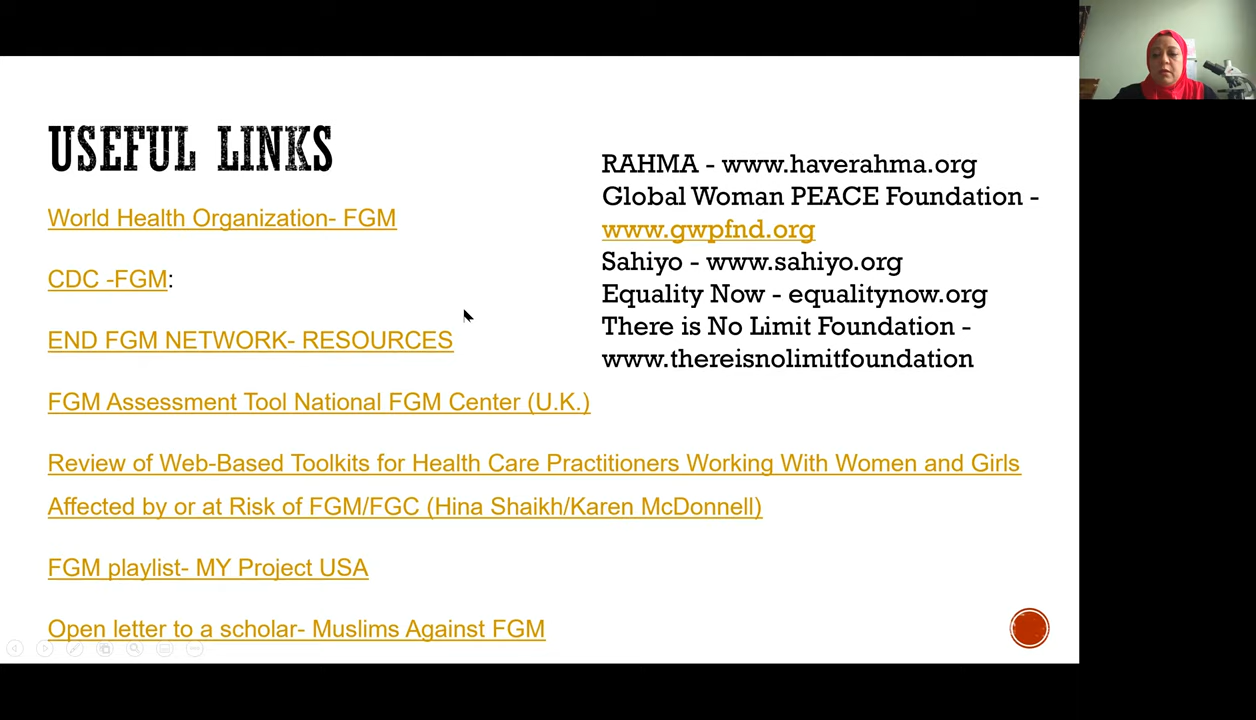 USEFUL LINKS
World Health Organization- FGM
CDC -FGM:
END FGM NETWORK- RESOURCES
FGM Assessment Tool National FGM Center (U.K.)
Review of Web-Based Toolkits for Health Care Practitioners Working With Women and Girls
Affected by or at Risk of FGM/FGC (Hina Shaikh/Karen McDonnell)
FGM playlist- MY Project USA
Open letter to a scholar- Muslims Against FGM
RAHMA - www.haverahma.org
Global Woman PEACE Foundation -
www.gwpfnd.org
Sahiyo - www.sahiyo.org
Equality Now - equalitynow.org
There is No Limit Foundation -
www.thereisnolimitfoundation